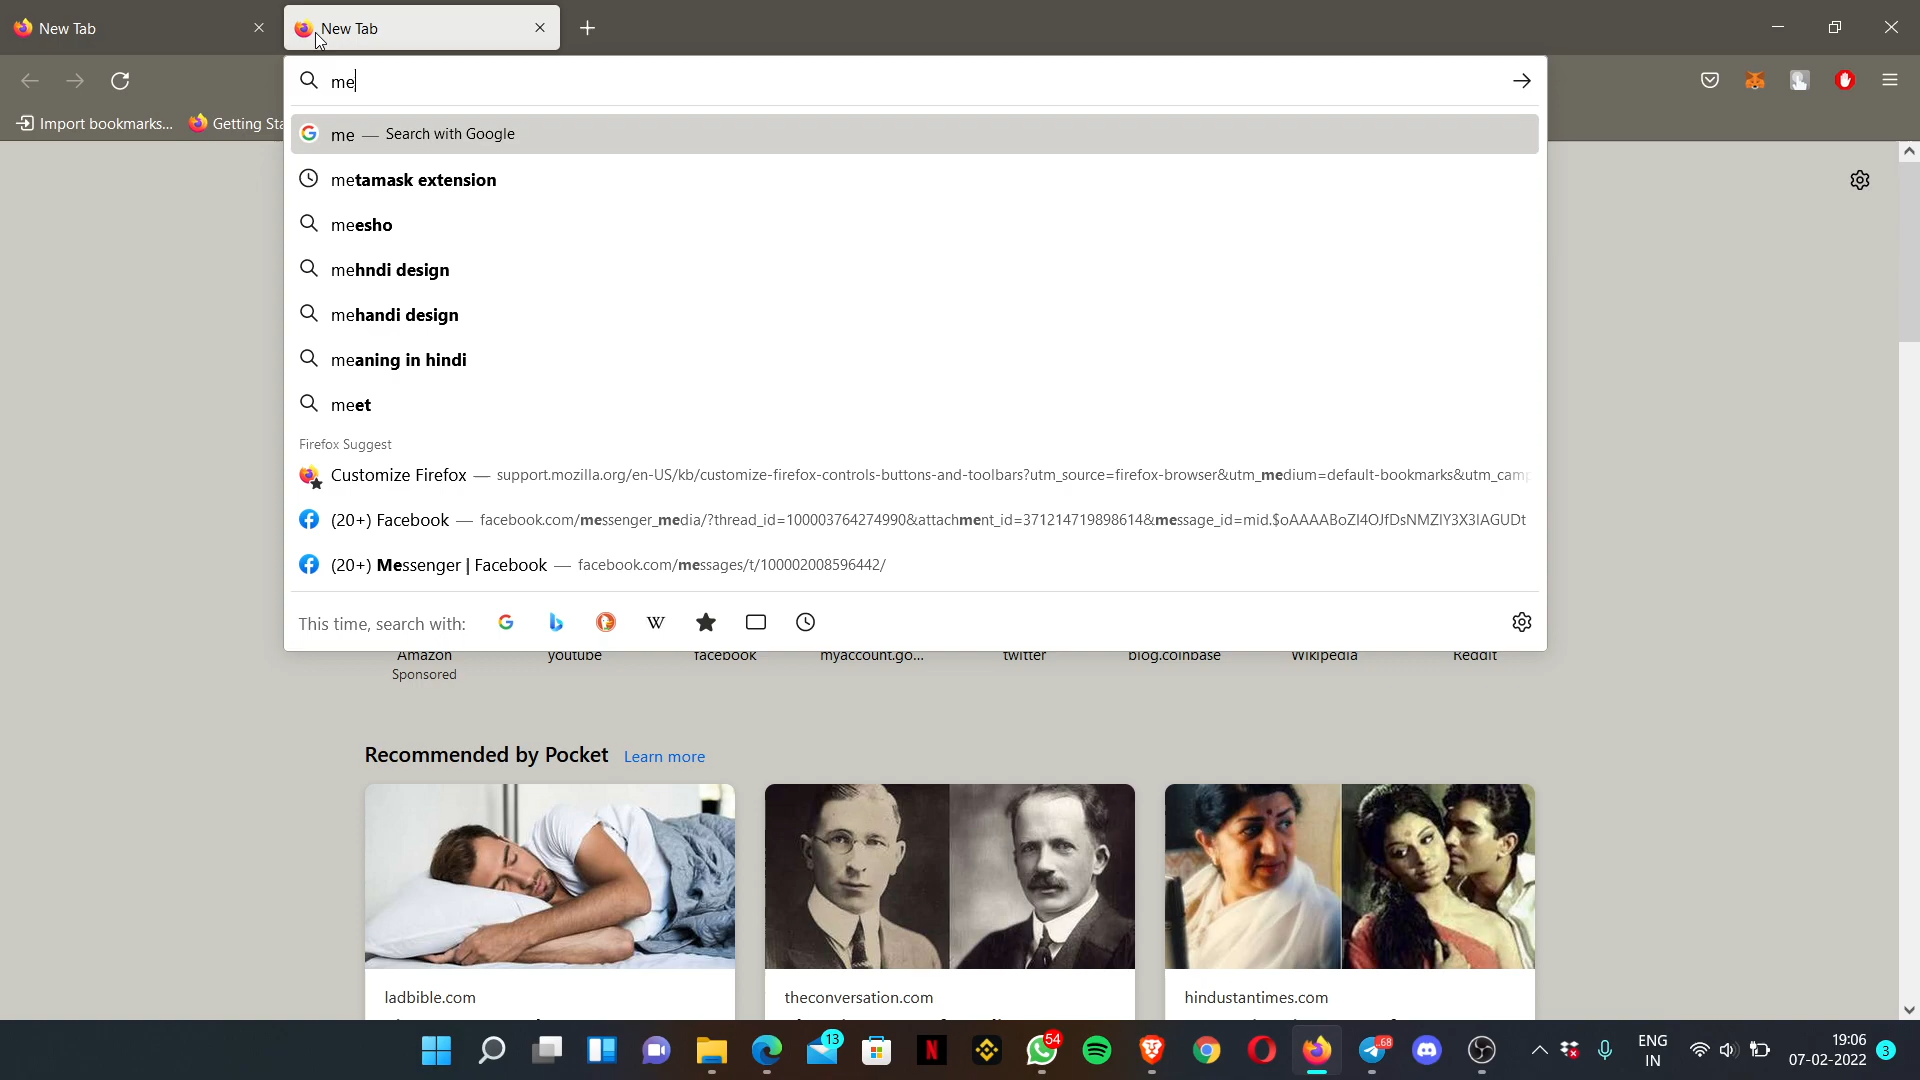 New Tab
New Tab
me
Import bookmarks...
Getting Sta
me — Search with Google
metamask extension
meesho
mehndi design
mehandi design
meaning in hindi
meet
Firefox Suggest
Customize Firefox — support.mozilla.org/en-US/kb/customize-firefox-controls-buttons-and-toolbars?utm_source=firefox-browser&utm_medium=default-bookmarks&utm_camp
(20+) Facebook — facebook.com/messenger_media/?thread_id=100003764274990&attachment_id=371214719898614&message_id=mid.$oAAAABoZI4OJfDsNMZIY3X3IAGUDt
(20+) Messenger | Facebook — facebook.com/messages/t/100002008596442/
This time, search with:
Amazon
youtube
facebook
myaccount.go...
twitter
blog.coinbase
Wikipedia
Reddit
Sponsored
Recommended by Pocket Learn more
ladbible.com
theconversation.com
hindustantimes.com
13
54
68
ENG
IN
19:06
07-02-2022
3